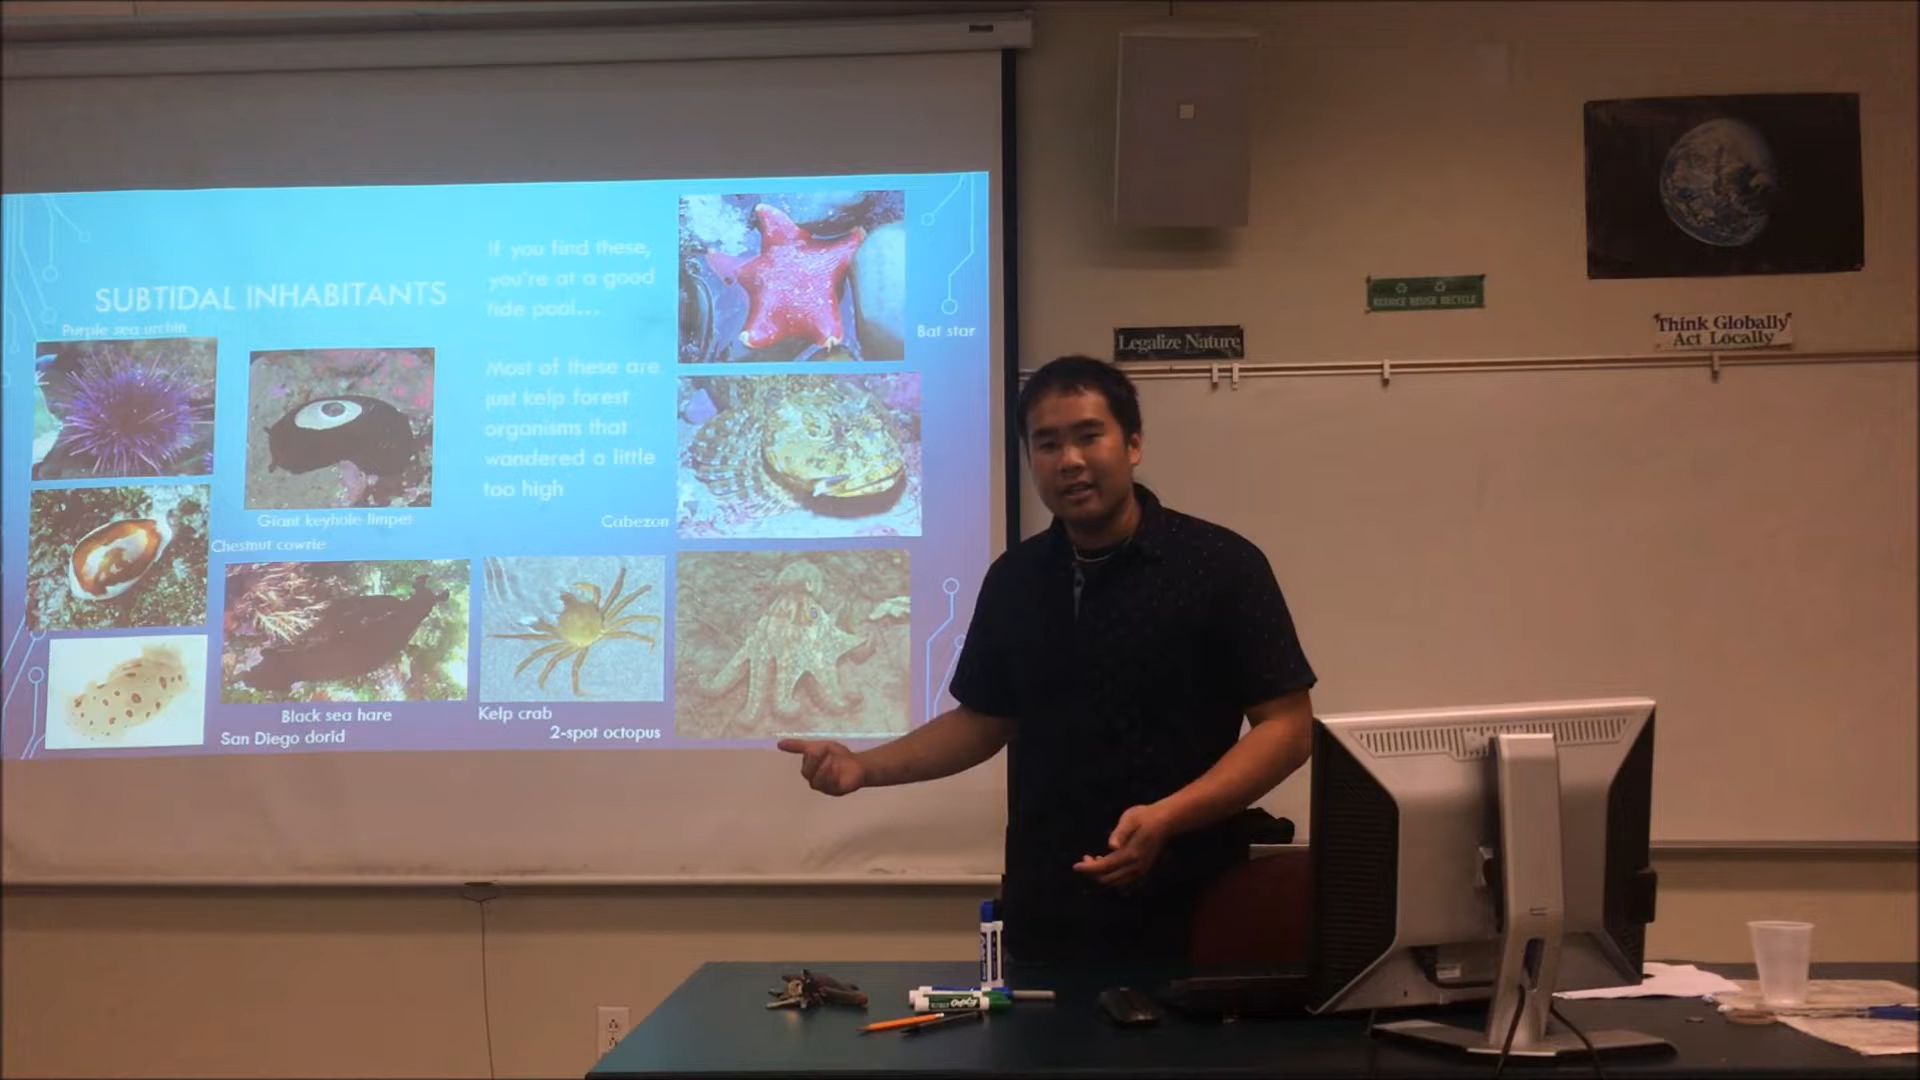 SUBTIDAL INHABITANTS
If you find these,
you're at a good
tide pool...
Most of these are
just kelp forest
organisms that
wandered a little
too high
Purple sea urchin
Bat star
Giant keyhole limpet
Cabezon
Chestnut cowrie
Black sea hare
Kelp crab
San Diego dorid
2-spot octopus
REDUCE REUSE RECYCLE
Legalize Nature
Think Globally
Act Locally
EXPO